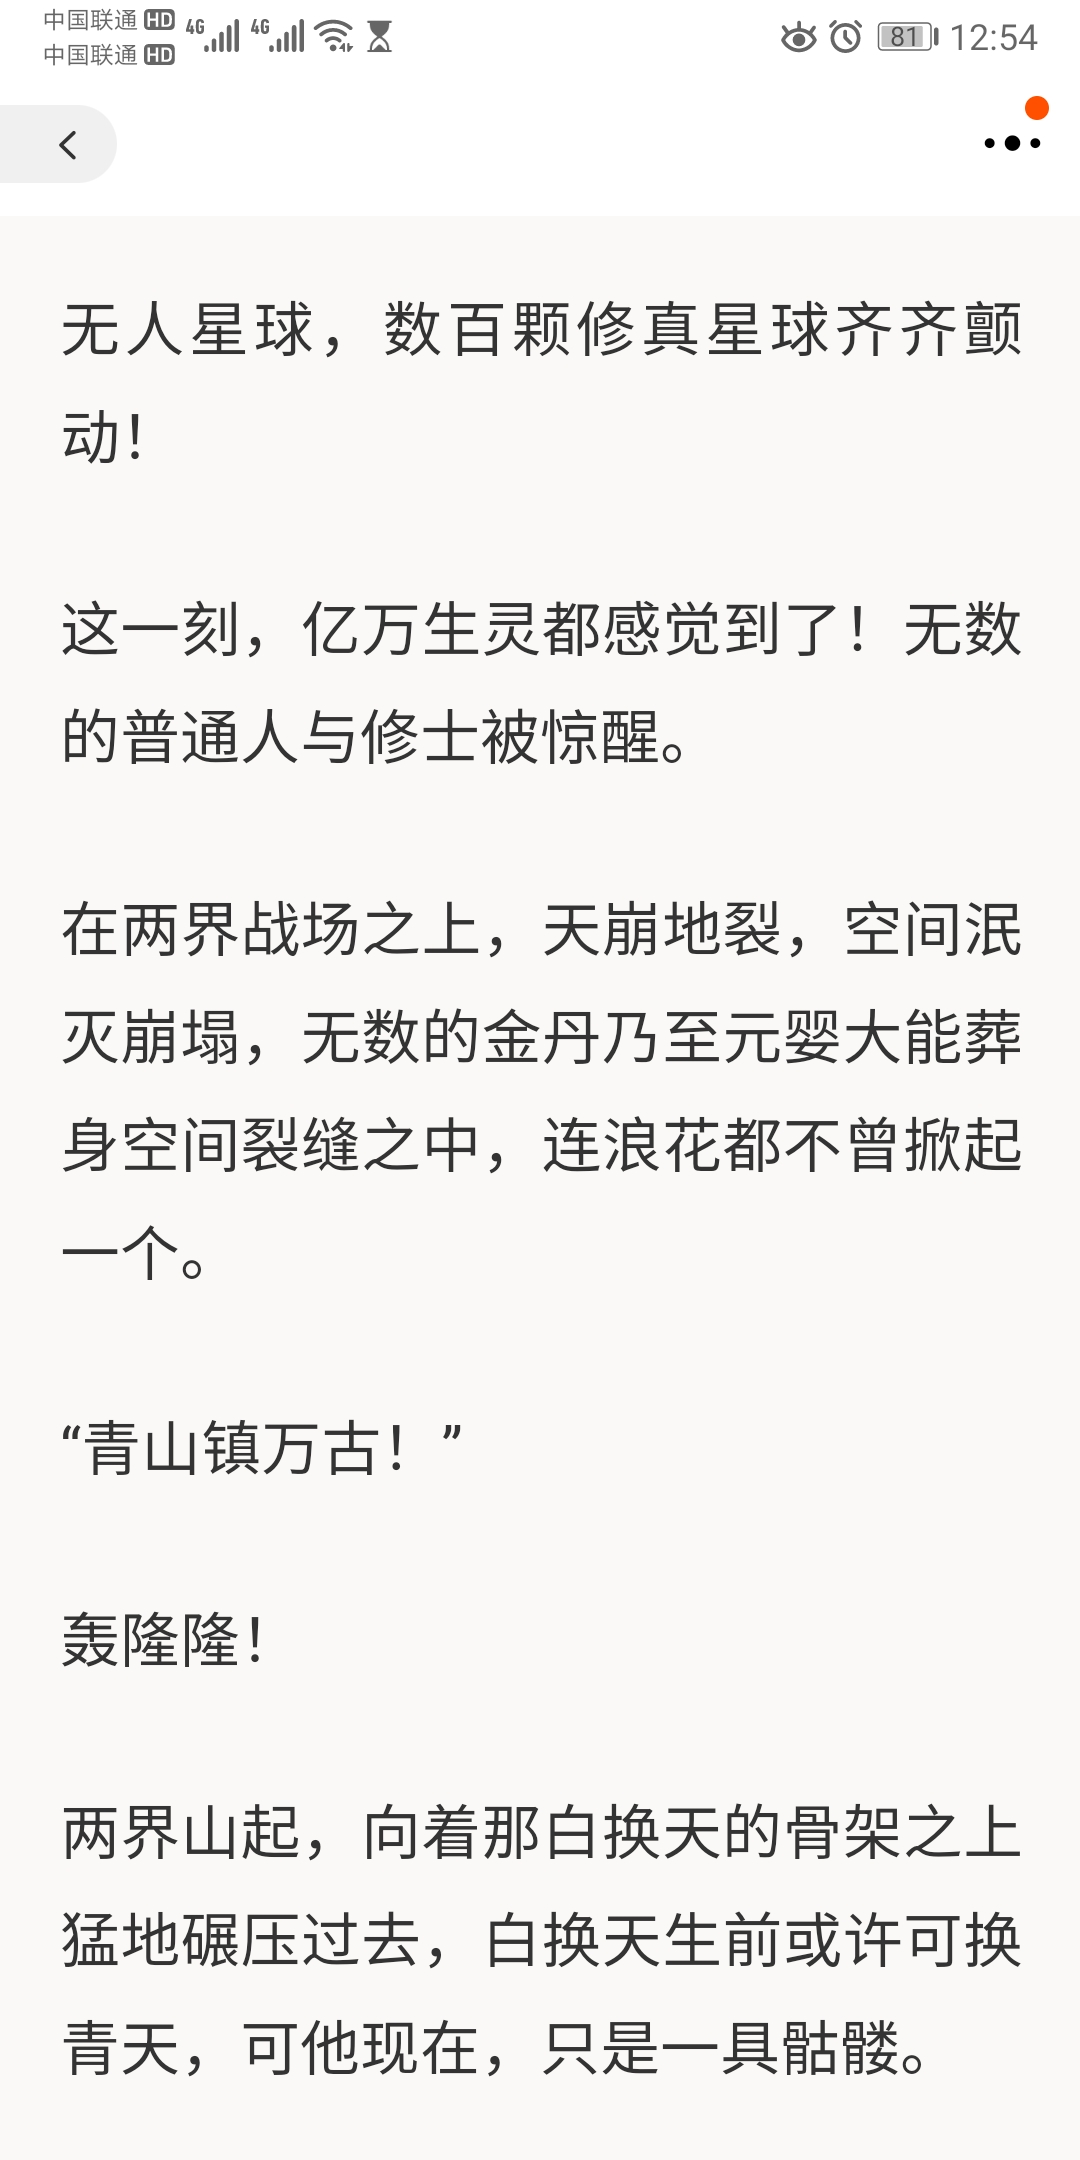 中国联通 HD 4G 4G 81 12:54
中国联通 HD
无人星球，数百颗修真星球齐齐颤
动！
这一刻，亿万生灵都感觉到了！无数
的普通人与修士被惊醒。
在两界战场之上，天崩地裂，空间泯
灭崩塌，无数的金丹乃至元婴大能葬
身空间裂缝之中，连浪花都不曾掀起
一个。
“青山镇万古！”
轰隆隆！
两界山起，向着那白换天的骨架之上
猛地碾压过去，白换天生前或许可换
青天，可他现在，只是一具骷髅。